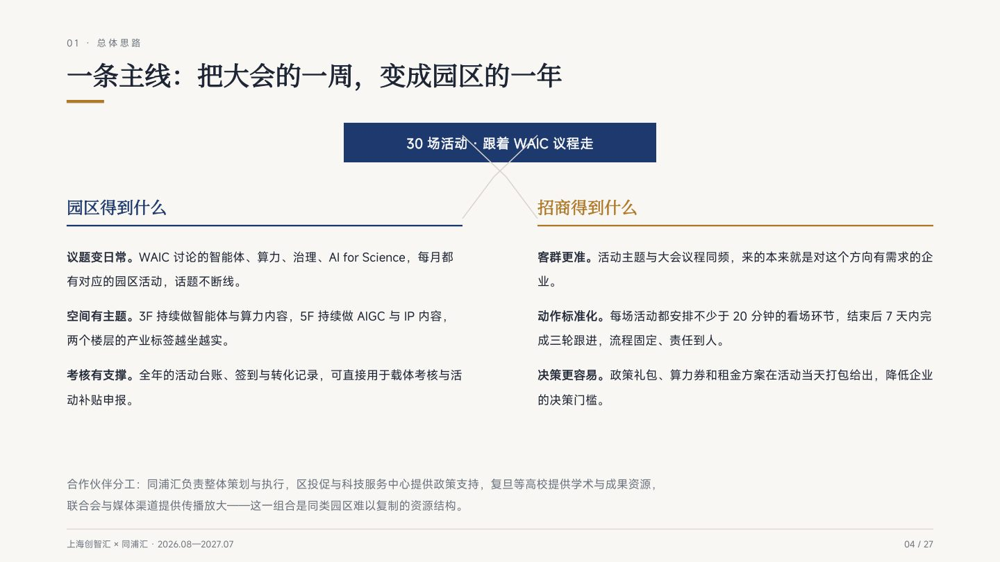 01 · 总体思路
一条主线：把大会的一周，变成园区的一年
30 场活动 · 跟着 WAIC 议程走
园区得到什么
议题变日常。WAIC 讨论的智能体、算力、治理、AI for Science，每月都
有对应的园区活动，话题不断线。
空间有主题。3F 持续做智能体与算力内容，5F 持续做 AIGC 与 IP 内容，
两个楼层的产业标签越坐越实。
考核有支撑。全年的活动台账、签到与转化记录，可直接用于载体考核与活
动补贴申报。
招商得到什么
客群更准。活动主题与大会议程同频，来的本来就是对这个方向有需求的企
业。
动作标准化。每场活动都安排不少于 20 分钟的看场环节，结束后 7 天内完
成三轮跟进，流程固定、责任到人。
决策更容易。政策礼包、算力券和租金方案在活动当天打包给出，降低企业
的决策门槛。
合作伙伴分工：同浦汇负责整体策划与执行，区投促与科技服务中心提供政策支持，复旦等高校提供学术与成果资源，
联合会与媒体渠道提供传播放大——这一组合是同类园区难以复制的资源结构。
上海创智汇 × 同浦汇 · 2026.08—2027.07
04 / 27